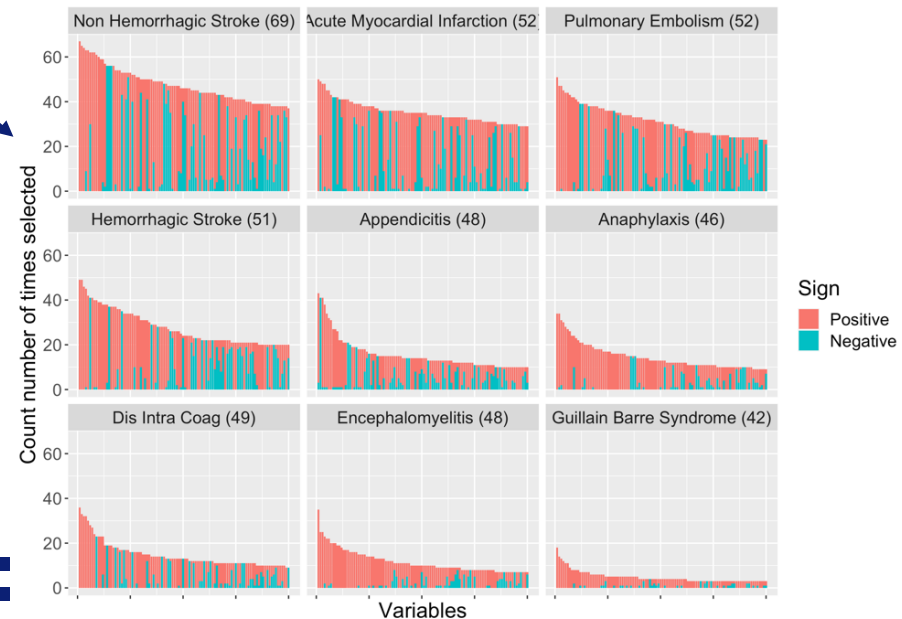 Non Hemorrhagic Stroke (69)
Acute Myocardial Infarction (52
Pulmonary Embolism (52)
60
40
20
0
Hemorrhagic Stroke (51)
Appendicitis (48)
Anaphylaxis (46)
60
40
20
0
Dis Intra Coag (49)
Encephalomyelitis (48)
Guillain Barre Syndrome (42)
60
40
20
0
Count number of times selected
Variables
Sign
Positive
Negative